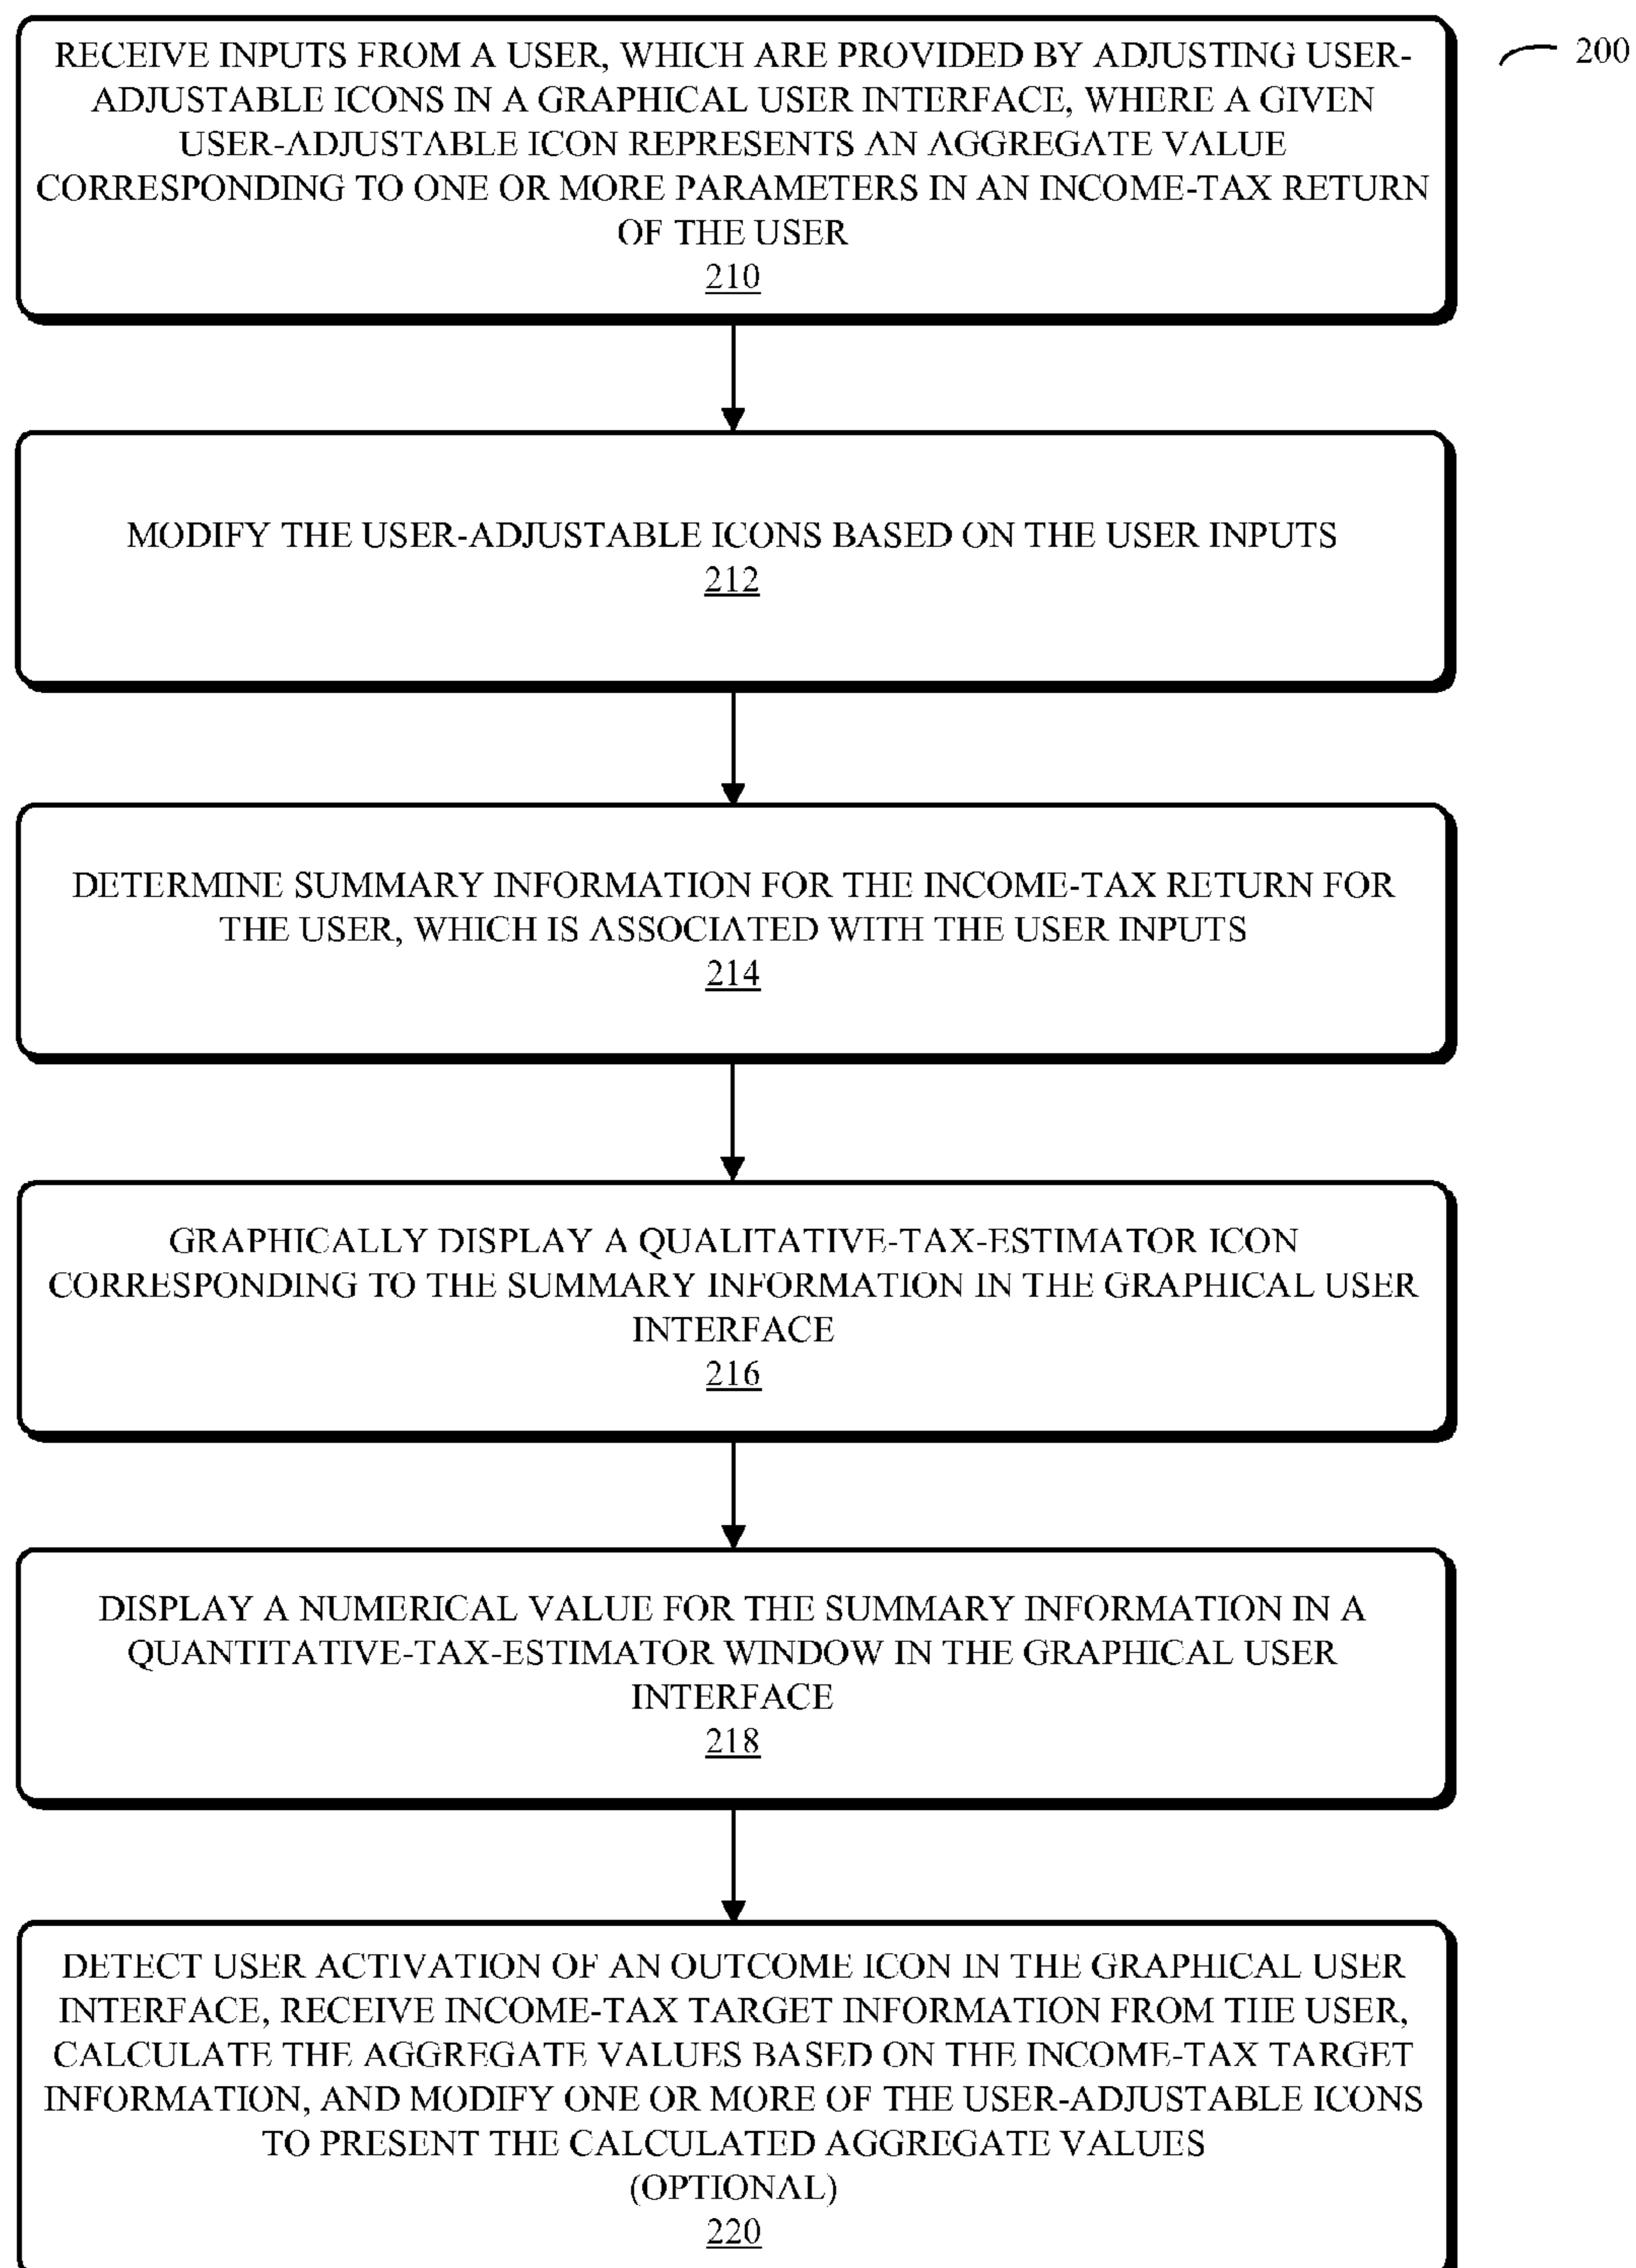 RECEIVE INPUTS FROM A USER, WHICH ARE PROVIDED BY ADJUSTING USER-
ADJUSTABLE ICONS IN A GRAPHICAL USER INTERFACE, WHERE A GIVEN
USER-ADJUSTABLE ICON REPRESENTS AN AGGREGATE VALUE
CORRESPONDING TO ONE OR MORE PARAMETERS IN AN INCOME-TAX RETURN
OF THE USER
210
200
MODIFY THE USER-ADJUSTABLE ICONS BASED ON THE USER INPUTS
212
DETERMINE SUMMARY INFORMATION FOR THE INCOME-TAX RETURN FOR
THE USER, WHICH IS ASSOCIATED WITH THE USER INPUTS
214
GRAPHICALLY DISPLAY A QUALITATIVE-TAX-ESTIMATOR ICON
CORRESPONDING TO THE SUMMARY INFORMATION IN THE GRAPHICAL USER
INTERFACE
216
DISPLAY A NUMERICAL VALUE FOR THE SUMMARY INFORMATION IN A
QUANTITATIVE-TAX-ESTIMATOR WINDOW IN THE GRAPHICAL USER
INTERFACE
218
DETECT USER ACTIVATION OF AN OUTCOME ICON IN THE GRAPHICAL USER
INTERFACE, RECEIVE INCOME-TAX TARGET INFORMATION FROM THE USER,
CALCULATE THE AGGREGATE VALUES BASED ON THE INCOME-TAX TARGET
INFORMATION, AND MODIFY ONE OR MORE OF THE USER-ADJUSTABLE ICONS
TO PRESENT THE CALCULATED AGGREGATE VALUES
(OPTIONAL)
220